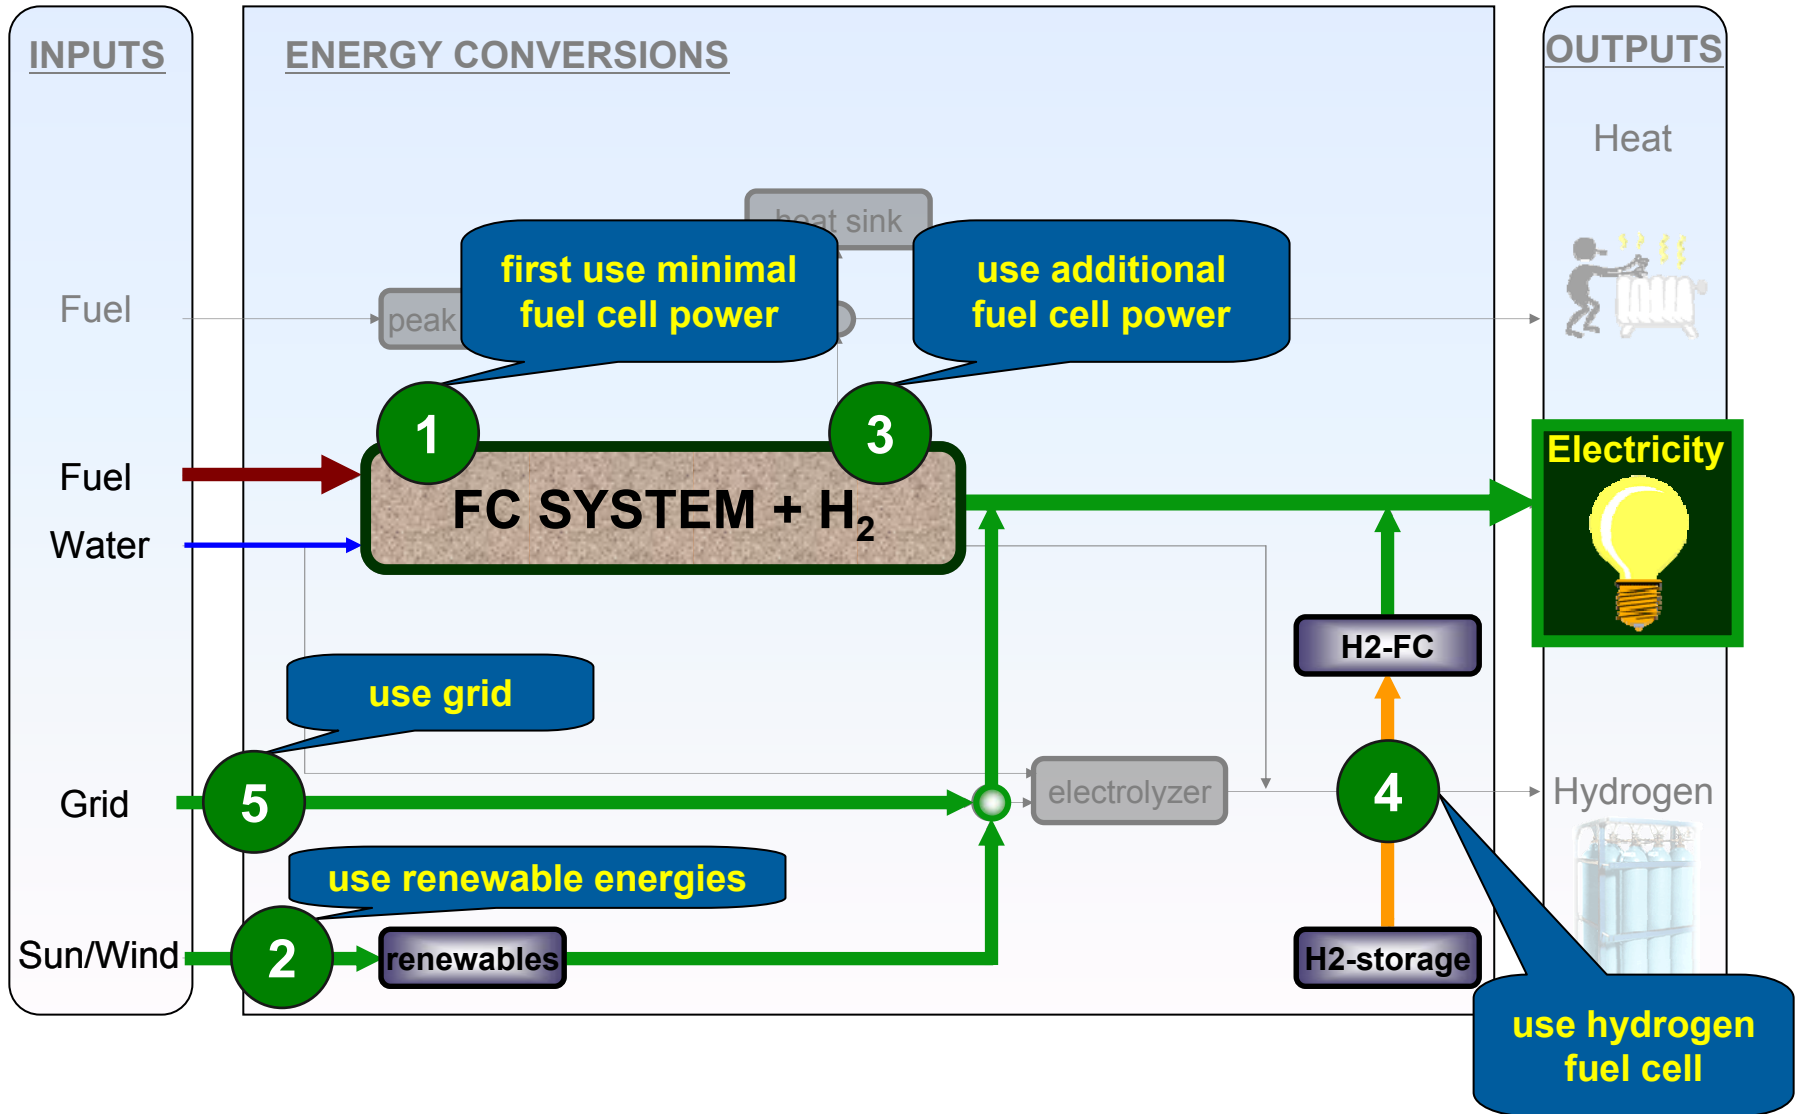 INPUTS
ENERGY CONVERSIONS
OUTPUTS
Heat
heat sink
first use minimal
fuel cell power
use additional
fuel cell power
Fuel
peak
1
3
Electricity
Fuel
FC SYSTEM + H2
Water
H2-FC
use grid
5
Grid
electrolyzer
4
Hydrogen
use renewable energies
2
Sun/Wind
renewables
H2-storage
use hydrogen
fuel cell